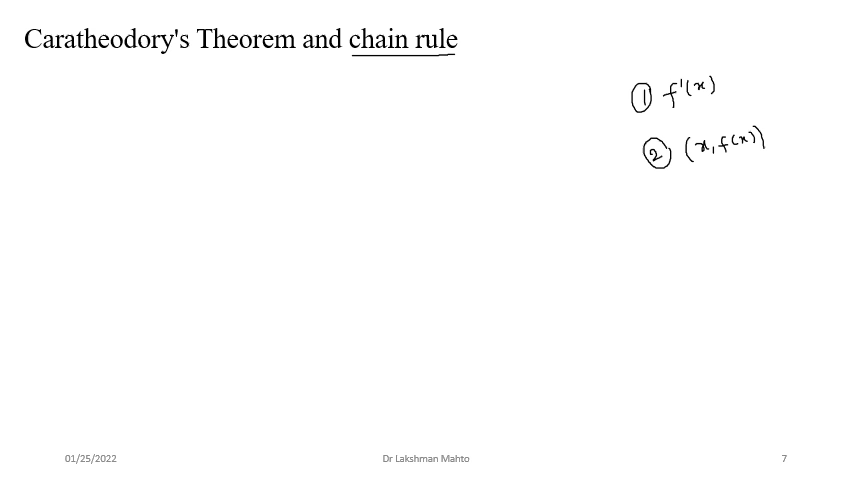 Caratheodory's Theorem and chain rule
① f'(x)
② (x, f(x))
01/25/2022 Dr Lakshman Mahto 7